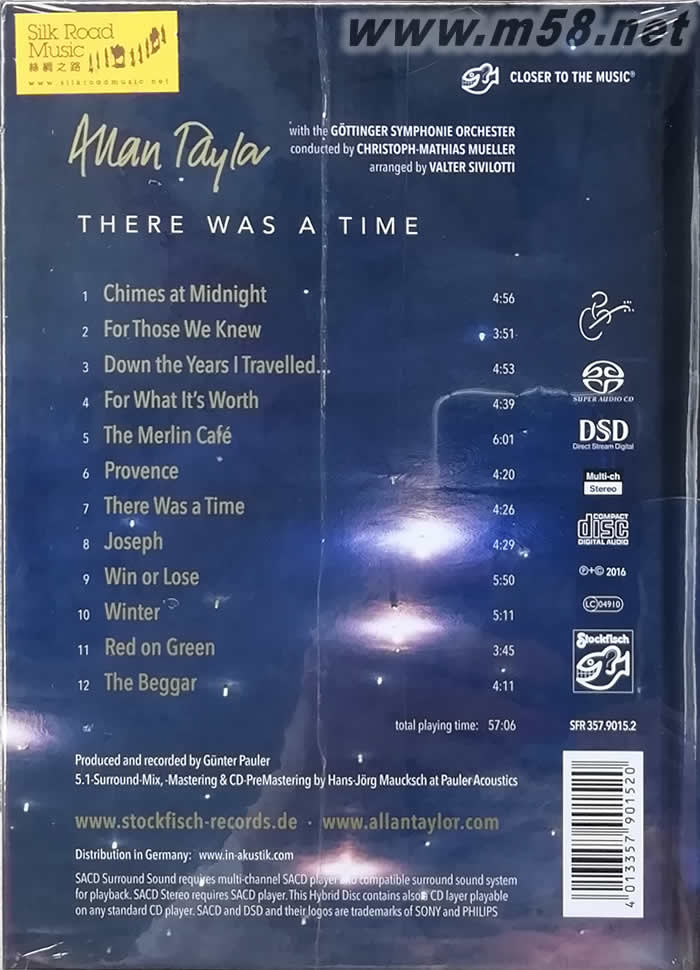 www.m58.net
Silk Road
Music
絲綢之路
www.silkroadmusic.net
CLOSER TO THE MUSIC®
Allan Taylor
with the GÖTTINGER SYMPHONIE ORCHESTER
conducted by CHRISTOPH-MATHIAS MUELLER
arranged by VALTER SIVILOTTI
THERE WAS A TIME
1 Chimes at Midnight 4:56
2 For Those We Knew 3:51
3 Down the Years I Travelled... 4:53
4 For What It's Worth 4:39
5 The Merlin Café 6:01
6 Provence 4:20
7 There Was a Time 4:26
8 Joseph 4:29
9 Win or Lose 5:50
10 Winter 5:11
11 Red on Green 3:45
12 The Beggar 4:11
total playing time: 57:06
SUPER AUDIO CD
DSD
Direct Stream Digital
Multi-ch
Stereo
COMPACT
disc
DIGITAL AUDIO
℗+© 2016
LC 04910
Stockfisch
SFR 357.9015.2
Produced and recorded by Günter Pauler
5.1-Surround-Mix, -Mastering & CD-PreMastering by Hans-Jörg Maucksch at Pauler Acoustics
www.stockfisch-records.de · www.allantaylor.com
Distribution in Germany: www.in-akustik.com
SACD Surround Sound requires multi-channel SACD player and compatible surround sound system
for playback. SACD Stereo requires SACD player. This Hybrid Disc contains also a CD layer playable
on any standard CD player. SACD and DSD and their logos are trademarks of SONY and PHILIPS
4 013357 901520